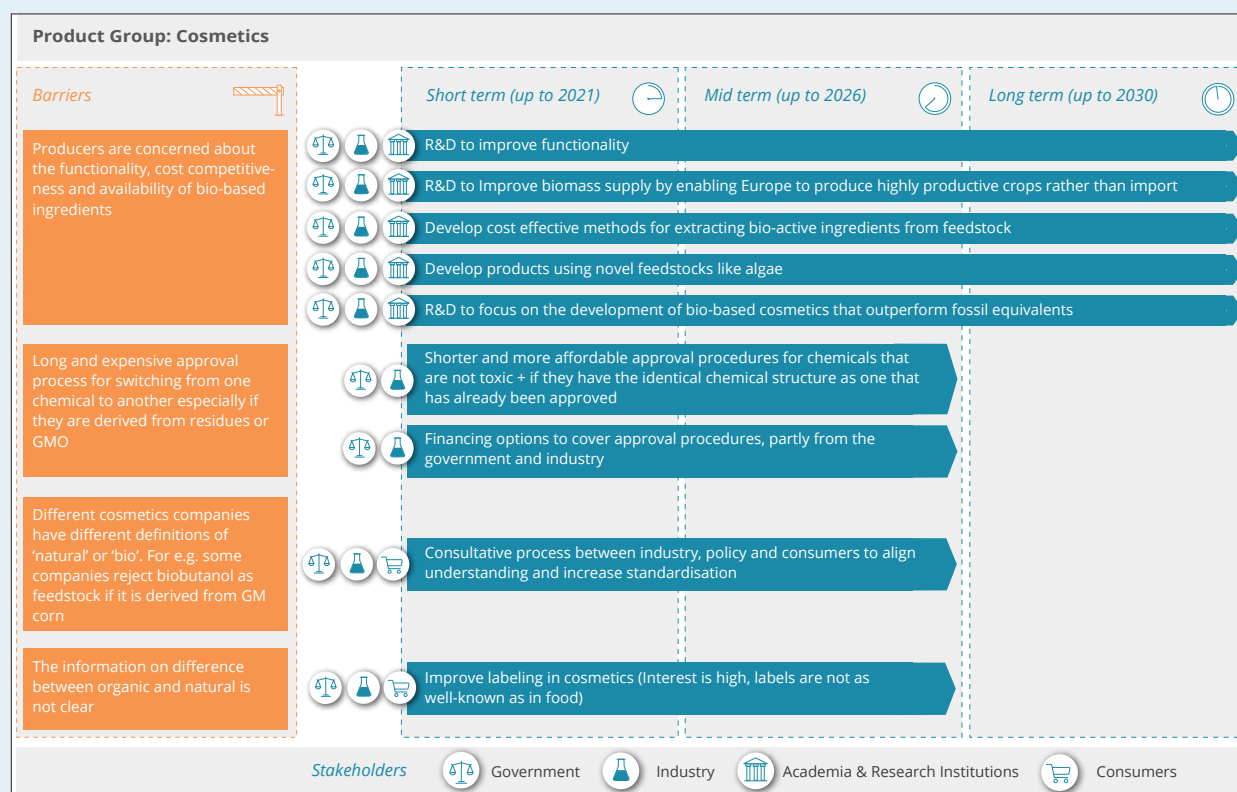 Product Group: Cosmetics
Barriers
Short term (up to 2021)
Mid term (up to 2026)
Long term (up to 2030)
Producers are concerned about
the functionality, cost competitive-
ness and availability of bio-based
ingredients
R&D to improve functionality
R&D to Improve biomass supply by enabling Europe to produce highly productive crops rather than import
Develop cost effective methods for extracting bio-active ingredients from feedstock
Develop products using novel feedstocks like algae
R&D to focus on the development of bio-based cosmetics that outperform fossil equivalents
Long and expensive approval
process for switching from one
chemical to another especially if
they are derived from residues or
GMO
Shorter and more affordable approval procedures for chemicals that
are not toxic + if they have the identical chemical structure as one that
has already been approved
Financing options to cover approval procedures, partly from the
government and industry
Different cosmetics companies
have different definitions of
‘natural’ or ‘bio’. For e.g. some
companies reject biobutanol as
feedstock if it is derived from GM
corn
Consultative process between industry, policy and consumers to align
understanding and increase standardisation
The information on difference
between organic and natural is
not clear
Improve labeling in cosmetics (Interest is high, labels are not as
well-known as in food)
Stakeholders
Government
Industry
Academia & Research Institutions
Consumers